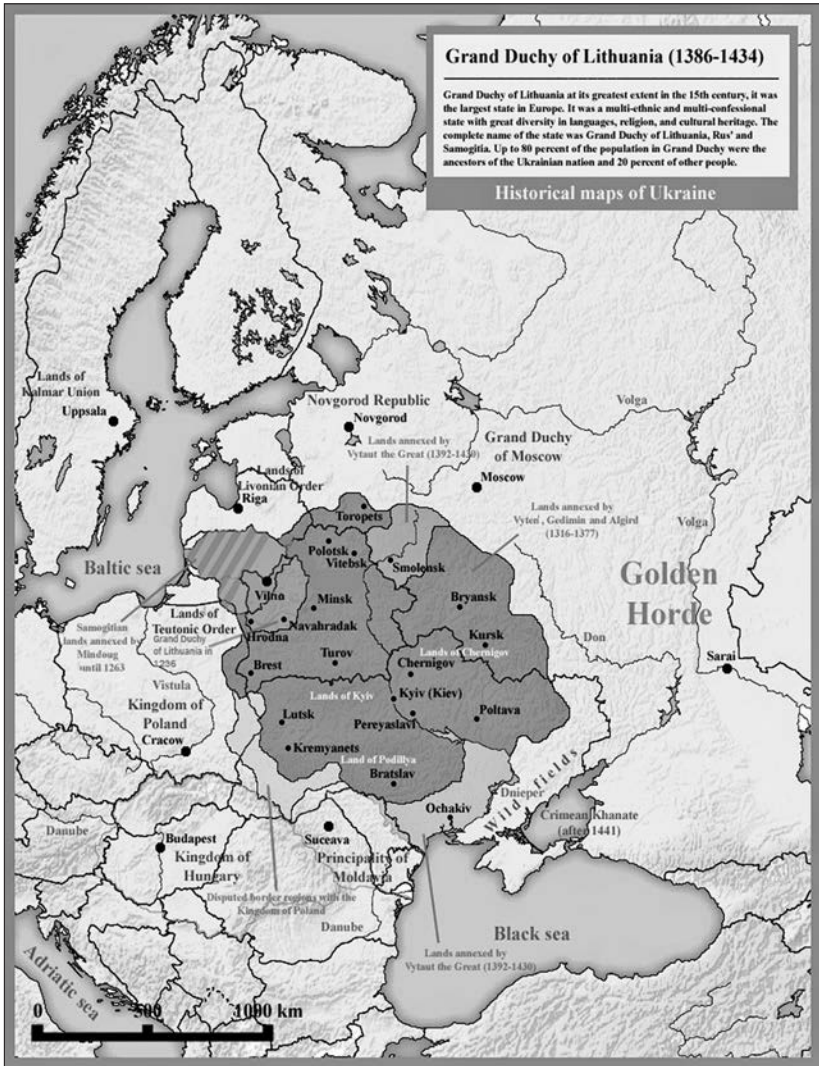 Grand Duchy of Lithuania (1386-1434)
Grand Duchy of Lithuania at its greatest extent in the 15th century, it was
the largest state in Europe. It was a multi-ethnic and multi-confessional
state with great diversity in languages, religion, and cultural heritage. The
complete name of the state was Grand Duchy of Lithuania, Rus' and
Samogitia. Up to 80 percent of the population in Grand Duchy were the
ancestors of the Ukrainian nation and 20 percent of other people.
Historical maps of Ukraine
Lands of
Kalmar Union
Uppsala
Novgorod Republic
Novgorod
Volga
Lands annexed by
Vytaut the Great (1392-1430)
Grand Duchy
of Moscow
Moscow
Lands of
Livonian Order
Riga
Lands annexed by
Vyten', Gedimin and Algird
(1316-1377)
Volga
Toropets
Polotsk
Vitebsk
Smolensk
Baltic sea
Golden
Horde
Vilno
Minsk
Bryansk
Lands of
Teutonic Order
Navahradak
Hrodna
Samogitian
lands annexed by
Mindoug
until 1263
Grand Duchy
of Lithuania in
1236
Kursk
Don
Lands of Chernigov
Chernigov
Turov
Brest
Sarai
Vistula
Kingdom of
Poland
Cracow
Lands of Kyiv
Kyiv (Kiev)
Lutsk
Pereyaslavl
Poltava
Kremyanets
Land of Podillya
Bratslav
Dnieper
Wild fields
Ochakiv
Crimean Khanate
(after 1441)
Danube
Budapest
Kingdom of
Hungary
Suceava
Principality of
Moldavia
Disputed border regions with the
Kingdom of Poland
Danube
Black sea
Lands annexed by
Vytaut the Great (1392-1430)
Adriatic sea
0 500 1000 km